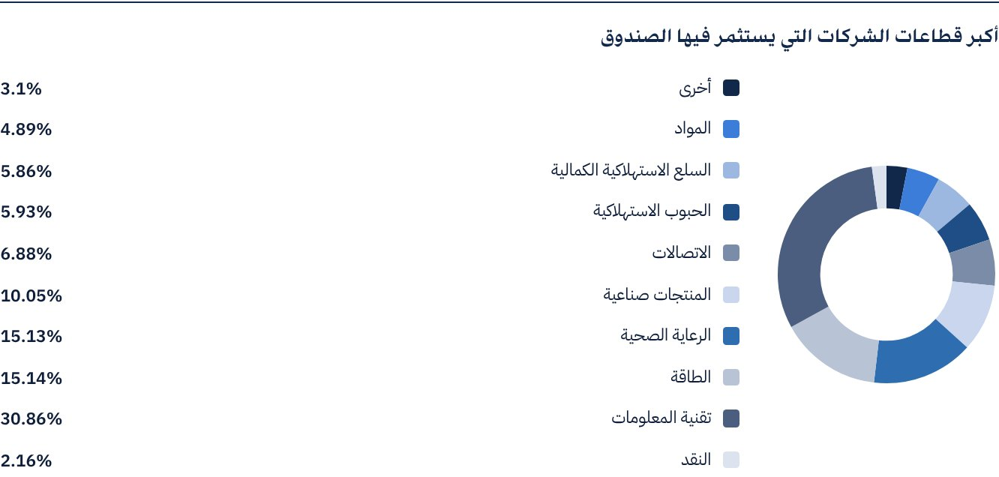 أكبر قطاعات الشركات التي يستثمر فيها الصندوق
أخرى 3.1%
المواد 4.89%
السلع الاستهلاكية الكمالية 5.86%
الحبوب الاستهلاكية 5.93%
الاتصالات 6.88%
المنتجات صناعية 10.05%
الرعاية الصحية 15.13%
الطاقة 15.14%
تقنية المعلومات 30.86%
النقد 2.16%